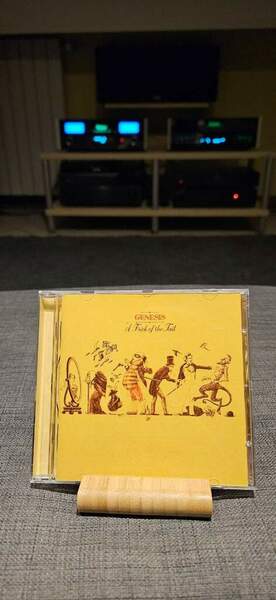 GENESIS
A Trick of the Tail